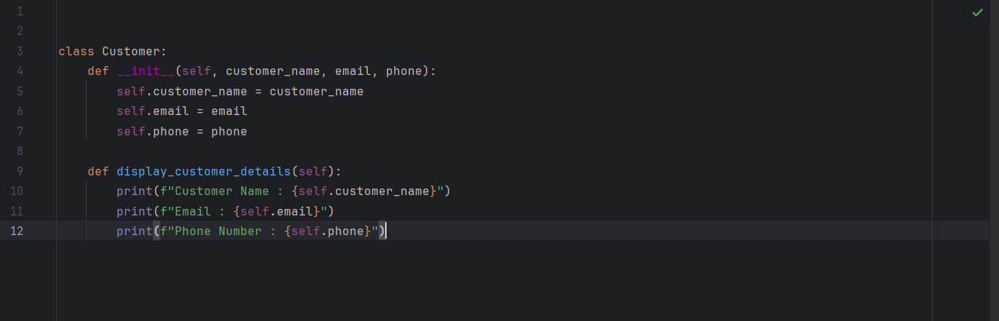 1
2
3 class Customer:
4     def __init__(self, customer_name, email, phone):
5         self.customer_name = customer_name
6         self.email = email
7         self.phone = phone
8
9     def display_customer_details(self):
10         print(f"Customer Name : {self.customer_name}")
11         print(f"Email : {self.email}")
12         print(f"Phone Number : {self.phone}")